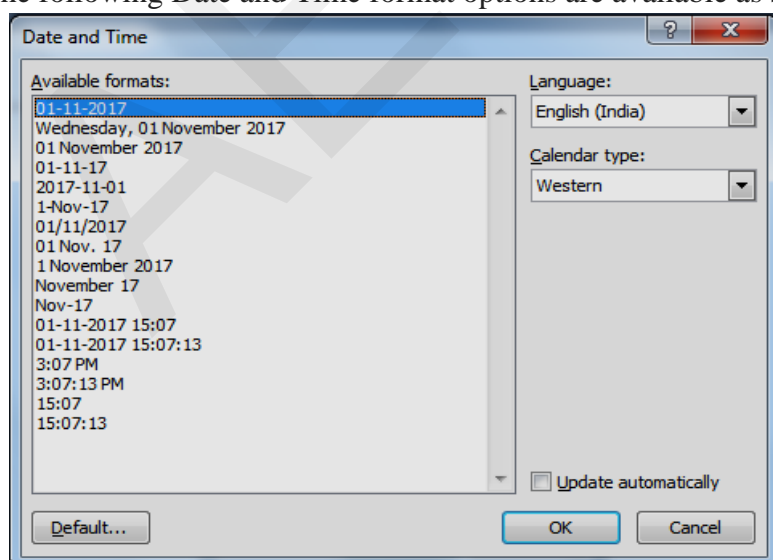 he following Date and Time format options are available as
Date and Time
Available formats:
01-11-2017
Wednesday, 01 November 2017
01 November 2017
01-11-17
2017-11-01
1-Nov-17
01/11/2017
01 Nov. 17
1 November 2017
November 17
Nov-17
01-11-2017 15:07
01-11-2017 15:07:13
3:07 PM
3:07:13 PM
15:07
15:07:13
Language:
English (India)
Calendar type:
Western
Update automatically
Default...
OK
Cancel